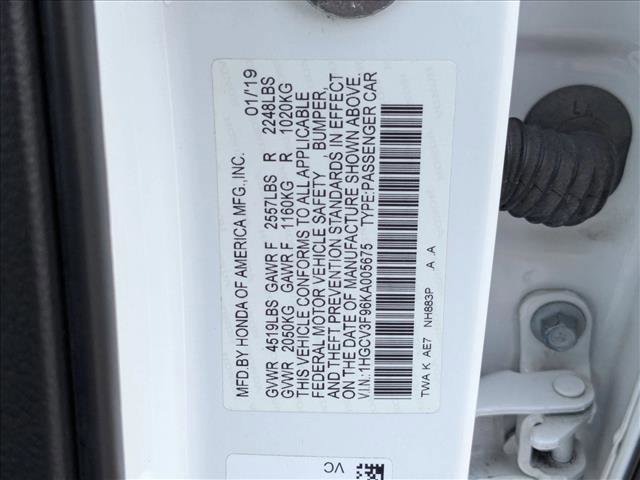 MFD.BY HONDA OF AMERICA MFG.,INC. 01/'19
GVWR 4519LBS GAWR F 2557LBS R 2248LBS
GVWR 2050KG GAWR F 1160KG R 1020KG
THIS VEHICLE CONFORMS TO ALL APPLICABLE
FEDERAL MOTOR VEHICLE SAFETY , BUMPER,
AND THEFT PREVENTION STANDARDS IN EFFECT
ON THE DATE OF MANUFACTURE SHOWN ABOVE.
V.I.N.:1HGCV3F96KA005675 TYPE:PASSENGER CAR
TWA K AE7 NH883P A .A
VC